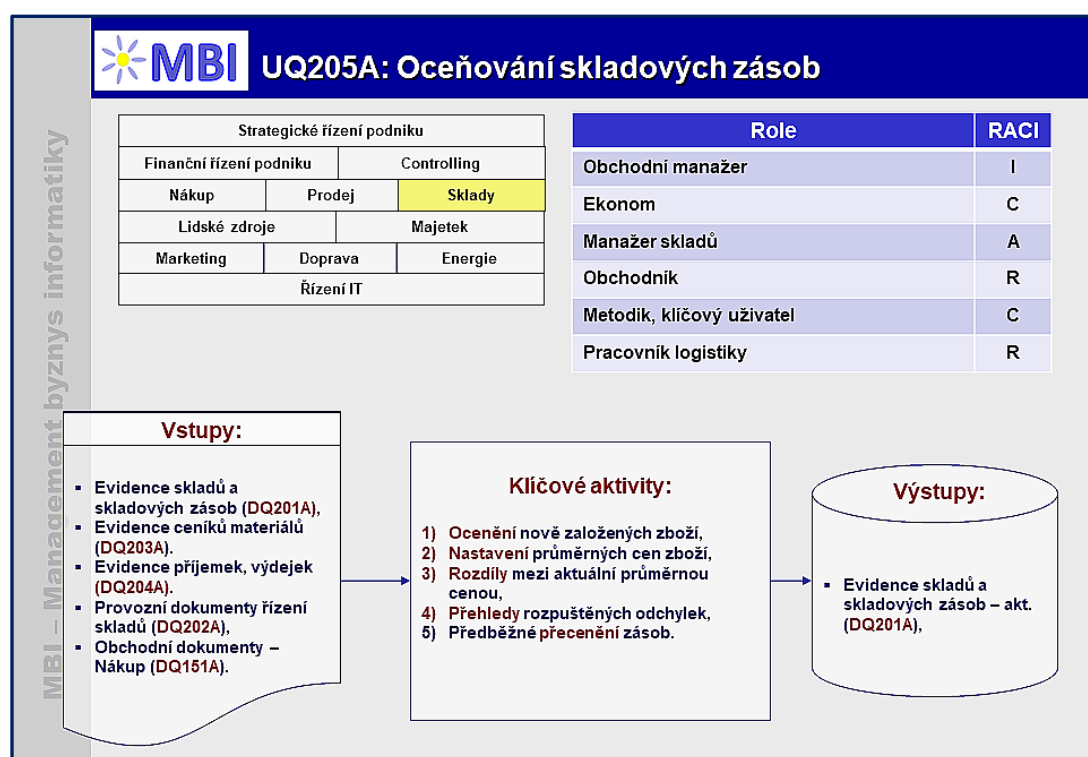 MBI
UQ205A: Oceňování skladových zásob
MBI – Management byznys informatiky
Strategické řízení podniku
Finanční řízení podniku Controlling
Nákup Prodej Sklady
Lidské zdroje Majetek
Marketing Doprava Energie
Řízení IT
Role RACI
Obchodní manažer I
Ekonom C
Manažer skladů A
Obchodník R
Metodik, klíčový uživatel C
Pracovník logistiky R
Vstupy:
▪ Evidence skladů a
skladových zásob (DQ201A),
▪ Evidence ceníků materiálů
(DQ203A).
▪ Evidence příjemek, výdejek
(DQ204A).
▪ Provozní dokumenty řízení
skladů (DQ202A),
▪ Obchodní dokumenty –
Nákup (DQ151A).
Klíčové aktivity:
1) Ocenění nově založených zboží,
2) Nastavení průměrných cen zboží,
3) Rozdíly mezi aktuální průměrnou
cenou,
4) Přehledy rozpuštěných odchylek,
5) Předběžné přecenění zásob.
Výstupy:
▪ Evidence skladů a
skladových zásob – akt.
(DQ201A),